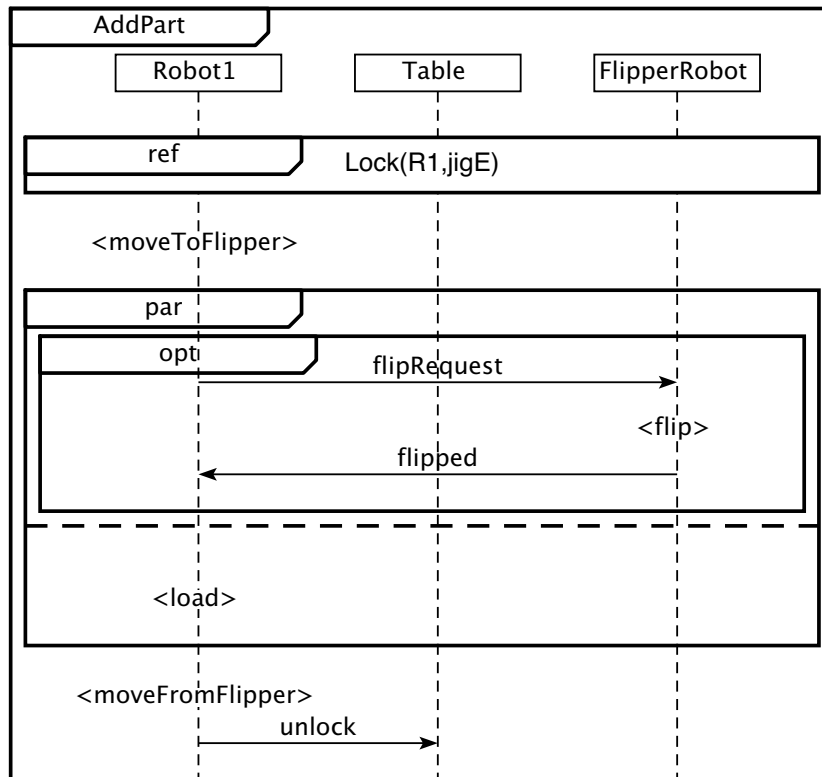 AddPart
Robot1 Table FlipperRobot
ref Lock(R1,jigE)
<moveToFlipper>
par
opt
flipRequest
<flip>
flipped
<load>
<moveFromFlipper>
unlock